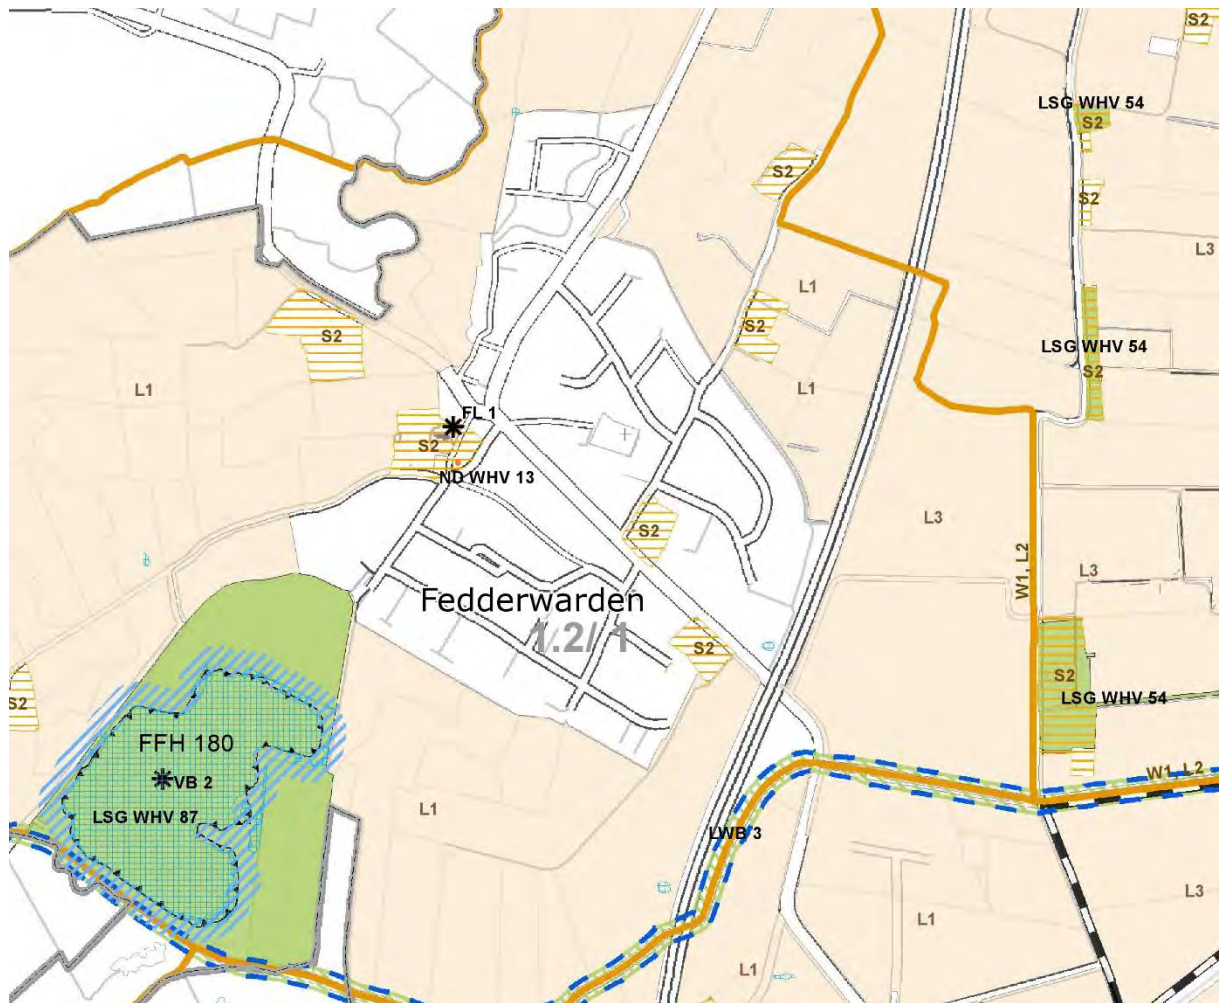 S2
LSG WHV 54
S2
S2
S2
L3
L1
S2
S2
LSG WHV 54
S2
L1
L1
FL 1
S2
ND WHV 13
L3
S2
W1, L2
L3
Fedderwarden
1.2/ 1
S2
S2
LSG WHV 54
S2
FFH 180
VB 2
W1, L2
LSG WHV 87
L1
LWB 3
L3
L1
L1